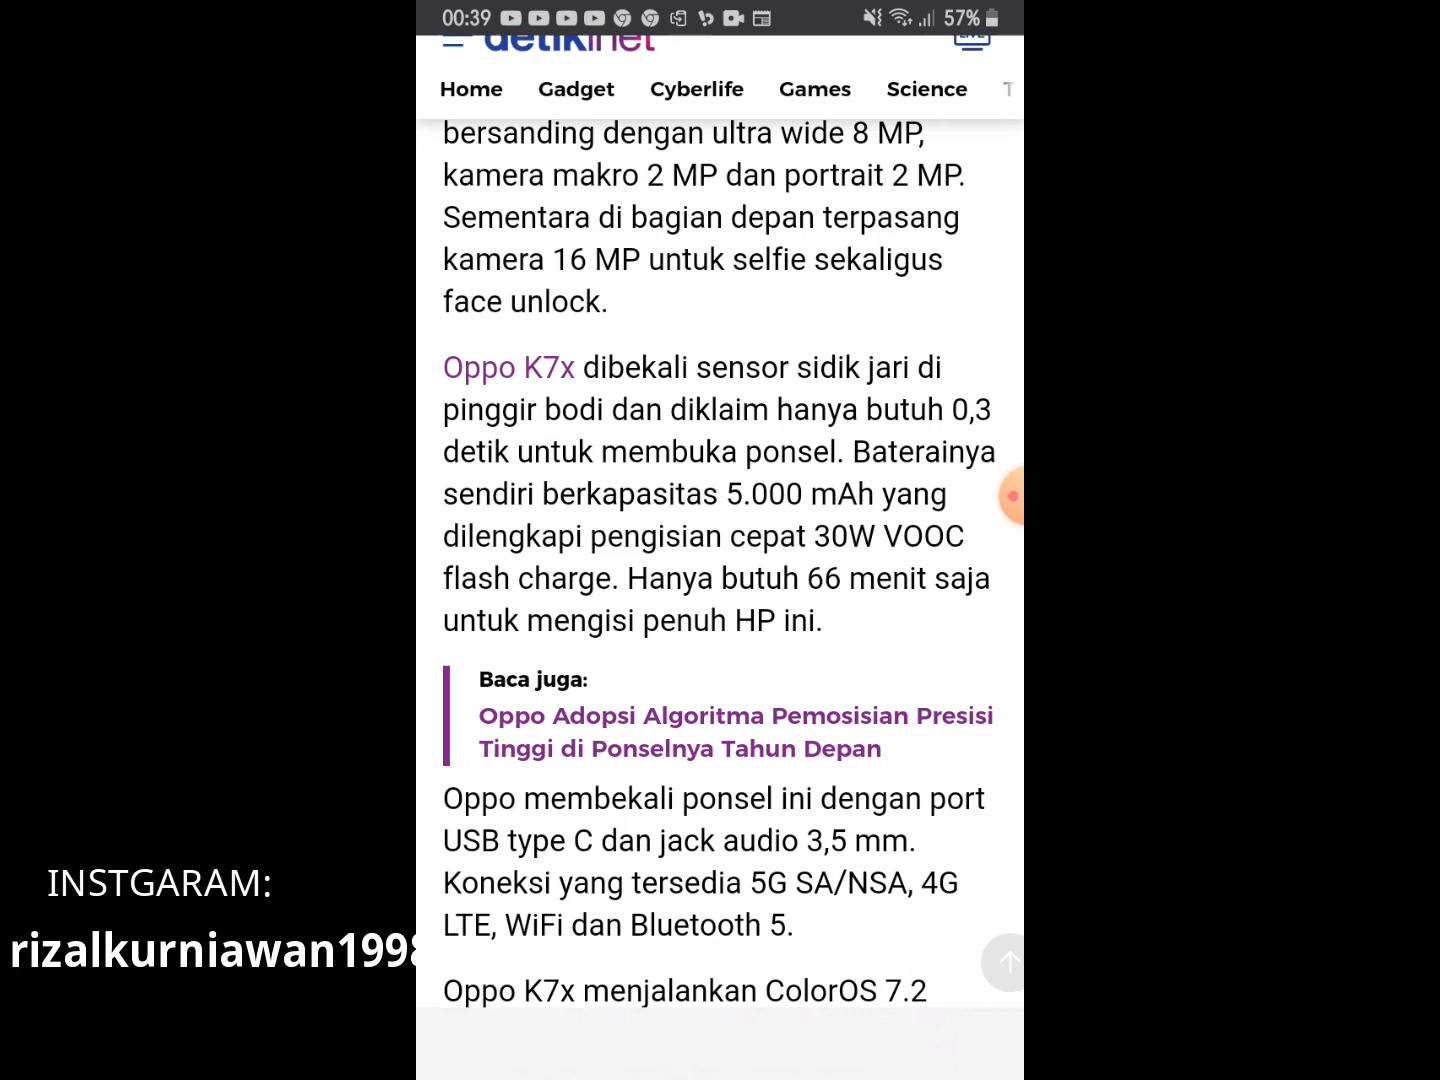 00:39
57%
detikinet
LIVE
Home Gadget Cyberlife Games Science T
bersanding dengan ultra wide 8 MP,
kamera makro 2 MP dan portrait 2 MP.
Sementara di bagian depan terpasang
kamera 16 MP untuk selfie sekaligus
face unlock.
Oppo K7x dibekali sensor sidik jari di
pinggir bodi dan diklaim hanya butuh 0,3
detik untuk membuka ponsel. Baterainya
sendiri berkapasitas 5.000 mAh yang
dilengkapi pengisian cepat 30W VOOC
flash charge. Hanya butuh 66 menit saja
untuk mengisi penuh HP ini.
Baca juga:
Oppo Adopsi Algoritma Pemosisian Presisi
Tinggi di Ponselnya Tahun Depan
Oppo membekali ponsel ini dengan port
USB type C dan jack audio 3,5 mm.
Koneksi yang tersedia 5G SA/NSA, 4G
LTE, WiFi dan Bluetooth 5.
Oppo K7x menjalankan ColorOS 7.2
INSTGARAM:
rizalkurniawan1998